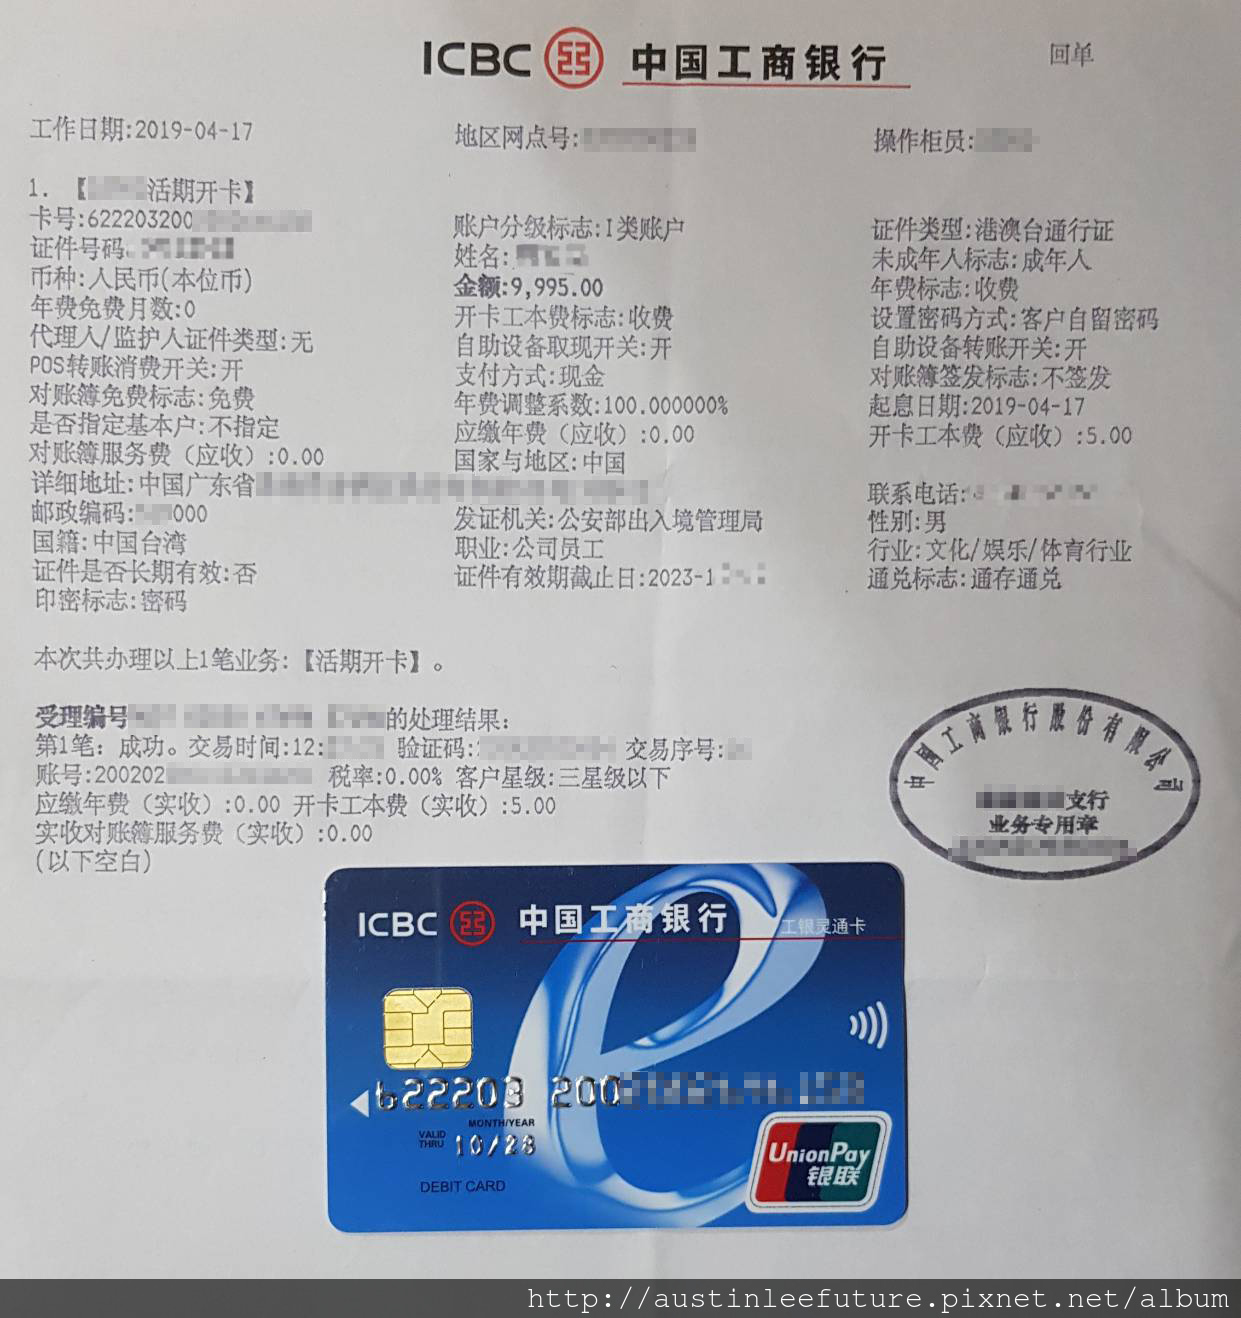 ICBC 中国工商银行 回单
工作日期:2019-04-17 地区网点号: 操作柜员:
1. 【 活期开卡】
卡号:622203200 账户分级标志:I类账户 证件类型:港澳台通行证
证件号码: 姓名: 未成年人标志:成年人
币种:人民币(本位币) 金额:9,995.00 年费标志:收费
年费免费月数:0 开卡工本费标志:收费 设置密码方式:客户自留密码
代理人/监护人证件类型:无 自助设备取现开关:开 自助设备转账开关:开
POS转账消费开关:开 支付方式:现金 对账簿签发标志:不签发
对账簿免费标志:免费 年费调整系数:100.000000% 起息日期:2019-04-17
是否指定基本户:不指定 应缴年费（应收）:0.00 开卡工本费（应收）:5.00
对账簿服务费（应收）:0.00 国家与地区:中国
详细地址:中国广东省 联系电话:
邮政编码: 000 发证机关:公安部出入境管理局 性别:男
国籍:中国台湾 职业:公司员工 行业:文化/娱乐/体育行业
证件是否长期有效:否 证件有效期截止日:2023-1 通兑标志:通存通兑
印密标志:密码
本次共办理以上1笔业务:【活期开卡】。
受理编号 的处理结果:
第1笔: 成功。交易时间:12: 验证码: 交易序号:
账号:200202 税率:0.00% 客户星级:三星级以下
应缴年费（实收）:0.00 开卡工本费（实收）:5.00
实收对账簿服务费（实收）:0.00
(以下空白)
中国工商银行股份有限公司
支行
业务专用章
ICBC 中国工商银行 工银灵通卡
622203 200
MONTH/YEAR
VALID THRU 10/28
DEBIT CARD
UnionPay
银联
http://austinleefuture.pixnet.net/album